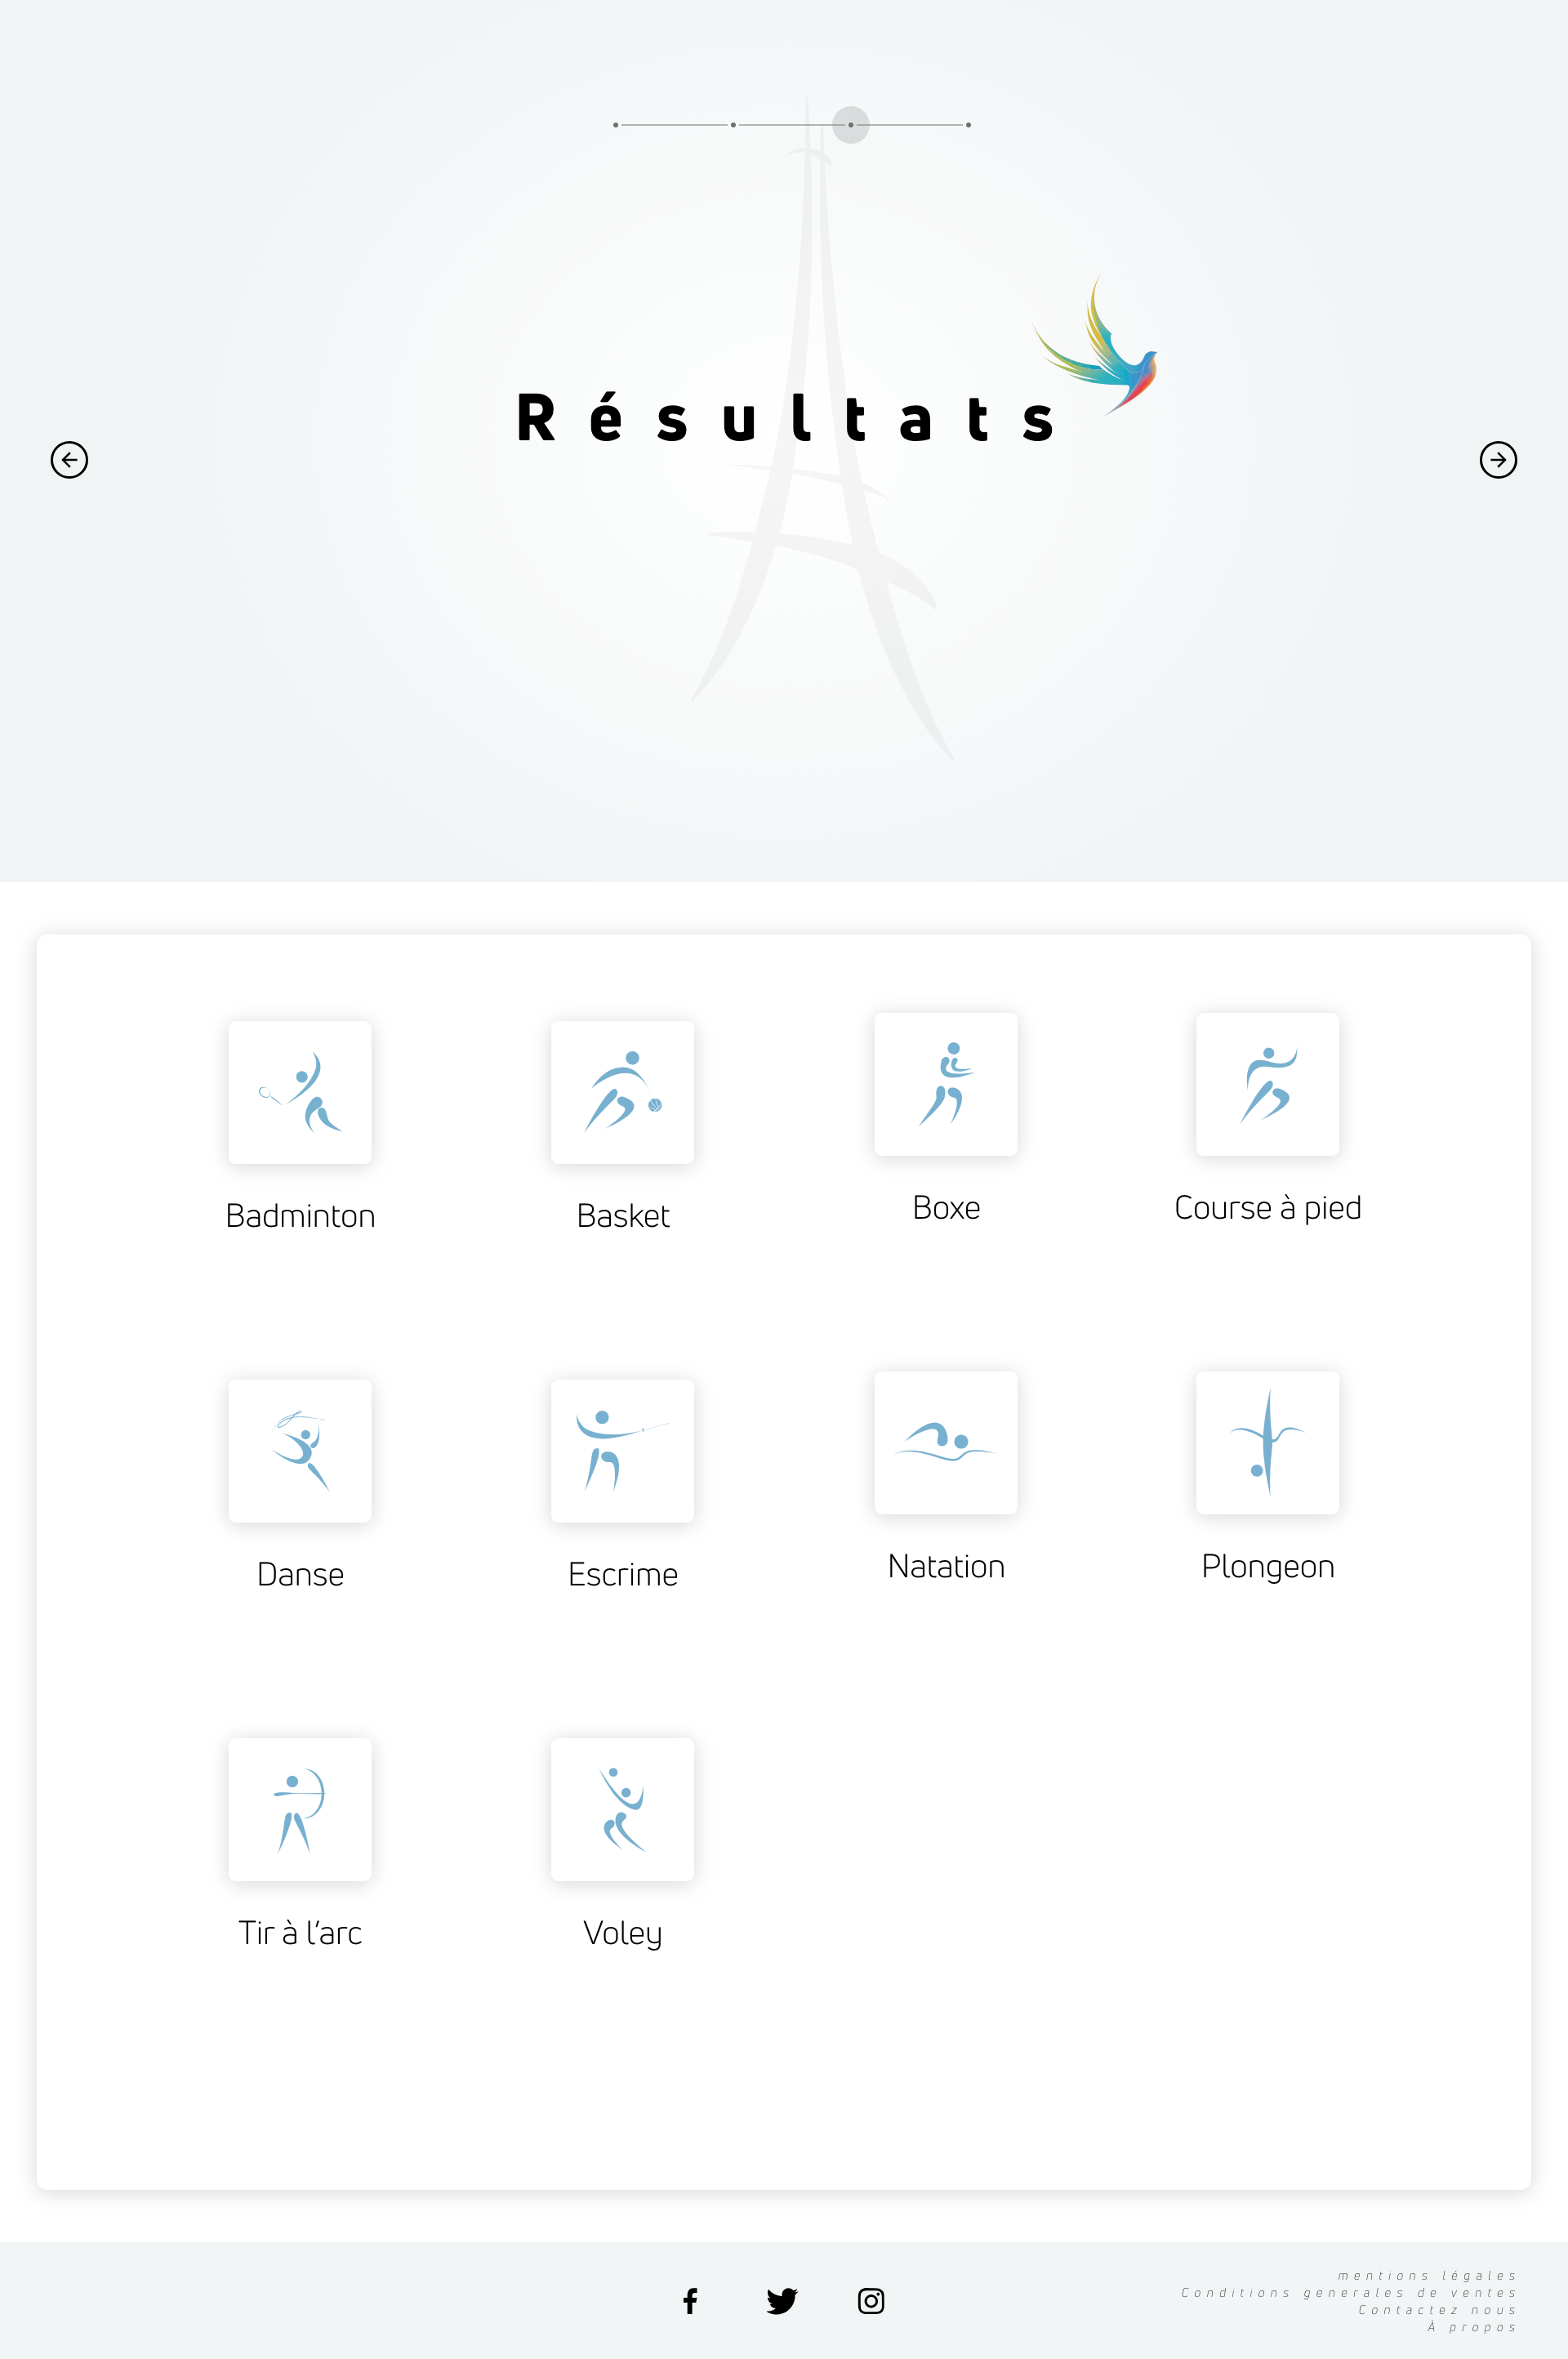 Résultats
Badminton
Basket
Boxe
Course à pied
Danse
Escrime
Natation
Plongeon
Tir à l'arc
Voley
mentions légales
Conditions generales de ventes
Contactez nous
À propos